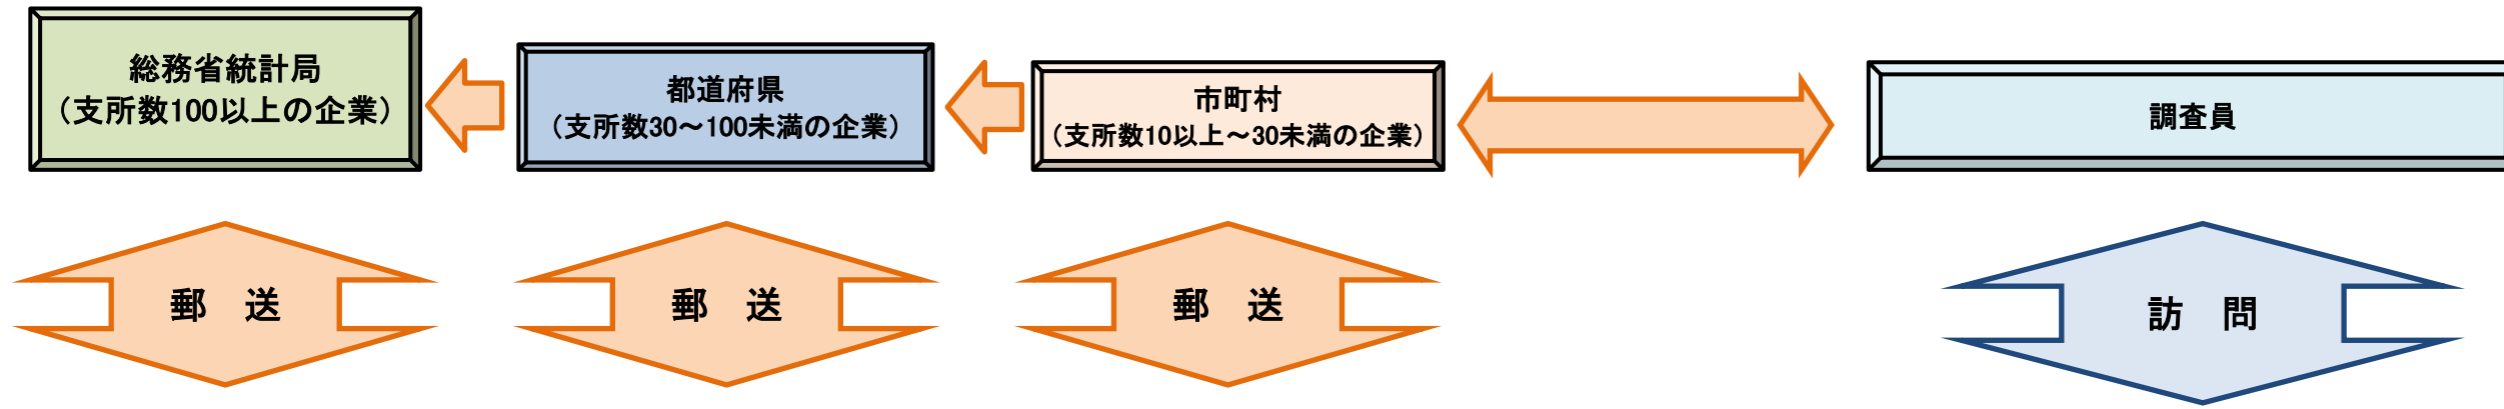 総務省統計局
（支所数100以上の企業）
都道府県
（支所数30～100未満の企業）
市町村
（支所数10以上～30未満の企業）
調査員
郵　送
郵　送
郵　送
訪　問